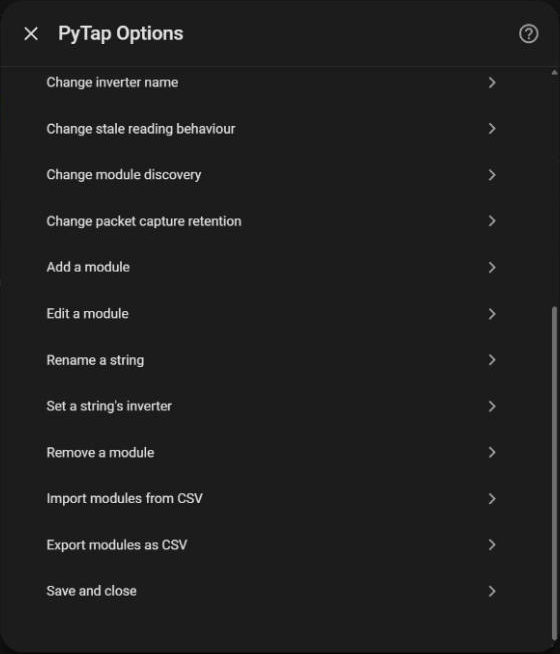 PyTap Options
Change inverter name
Change stale reading behaviour
Change module discovery
Change packet capture retention
Add a module
Edit a module
Rename a string
Set a string's inverter
Remove a module
Import modules from CSV
Export modules as CSV
Save and close